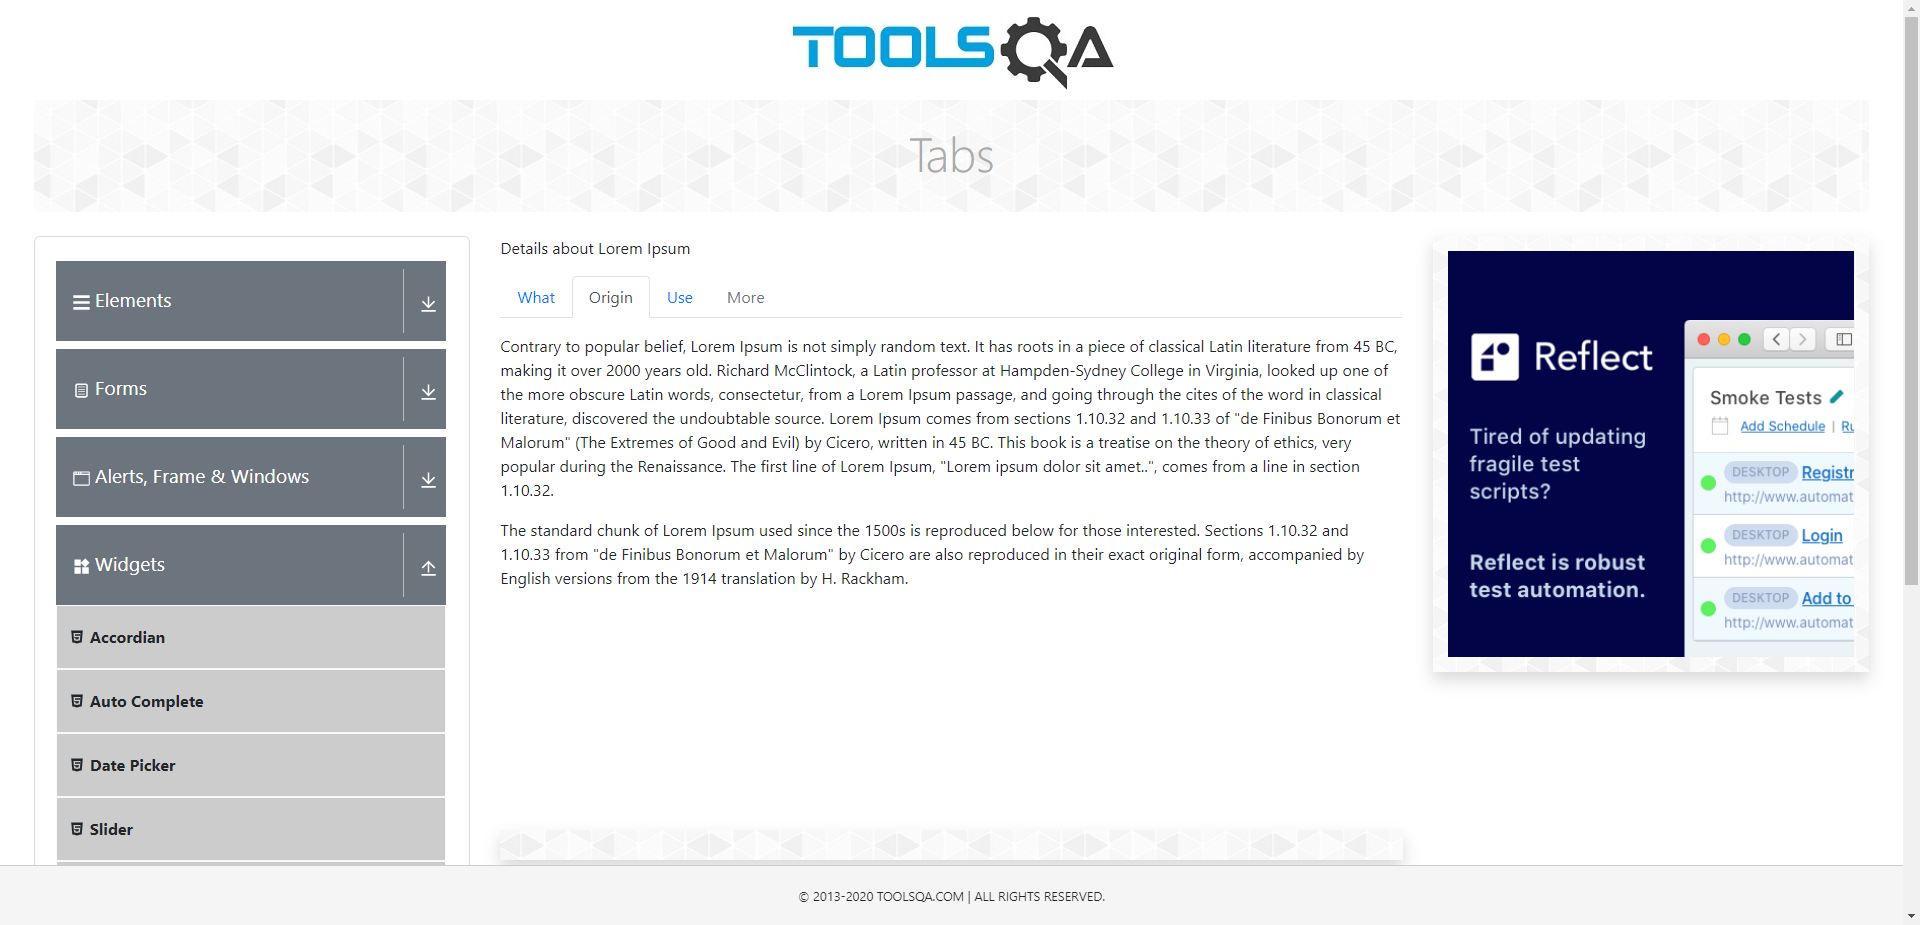 TOOLSQA
Tabs
Elements
Forms
Alerts, Frame & Windows
Widgets
Accordian
Auto Complete
Date Picker
Slider
Details about Lorem Ipsum
What Origin Use More
Contrary to popular belief, Lorem Ipsum is not simply random text. It has roots in a piece of classical Latin literature from 45 BC,
making it over 2000 years old. Richard McClintock, a Latin professor at Hampden-Sydney College in Virginia, looked up one of
the more obscure Latin words, consectetur, from a Lorem Ipsum passage, and going through the cites of the word in classical
literature, discovered the undoubtable source. Lorem Ipsum comes from sections 1.10.32 and 1.10.33 of "de Finibus Bonorum et
Malorum" (The Extremes of Good and Evil) by Cicero, written in 45 BC. This book is a treatise on the theory of ethics, very
popular during the Renaissance. The first line of Lorem Ipsum, "Lorem ipsum dolor sit amet..", comes from a line in section
1.10.32.
The standard chunk of Lorem Ipsum used since the 1500s is reproduced below for those interested. Sections 1.10.32 and
1.10.33 from "de Finibus Bonorum et Malorum" by Cicero are also reproduced in their exact original form, accompanied by
English versions from the 1914 translation by H. Rackham.
Reflect
Tired of updating
fragile test
scripts?
Reflect is robust
test automation.
Smoke Tests
Add Schedule | Ru
DESKTOP Registr
http://www.automat
DESKTOP Login
http://www.automat
DESKTOP Add to
http://www.automat
© 2013-2020 TOOLSQA.COM | ALL RIGHTS RESERVED.